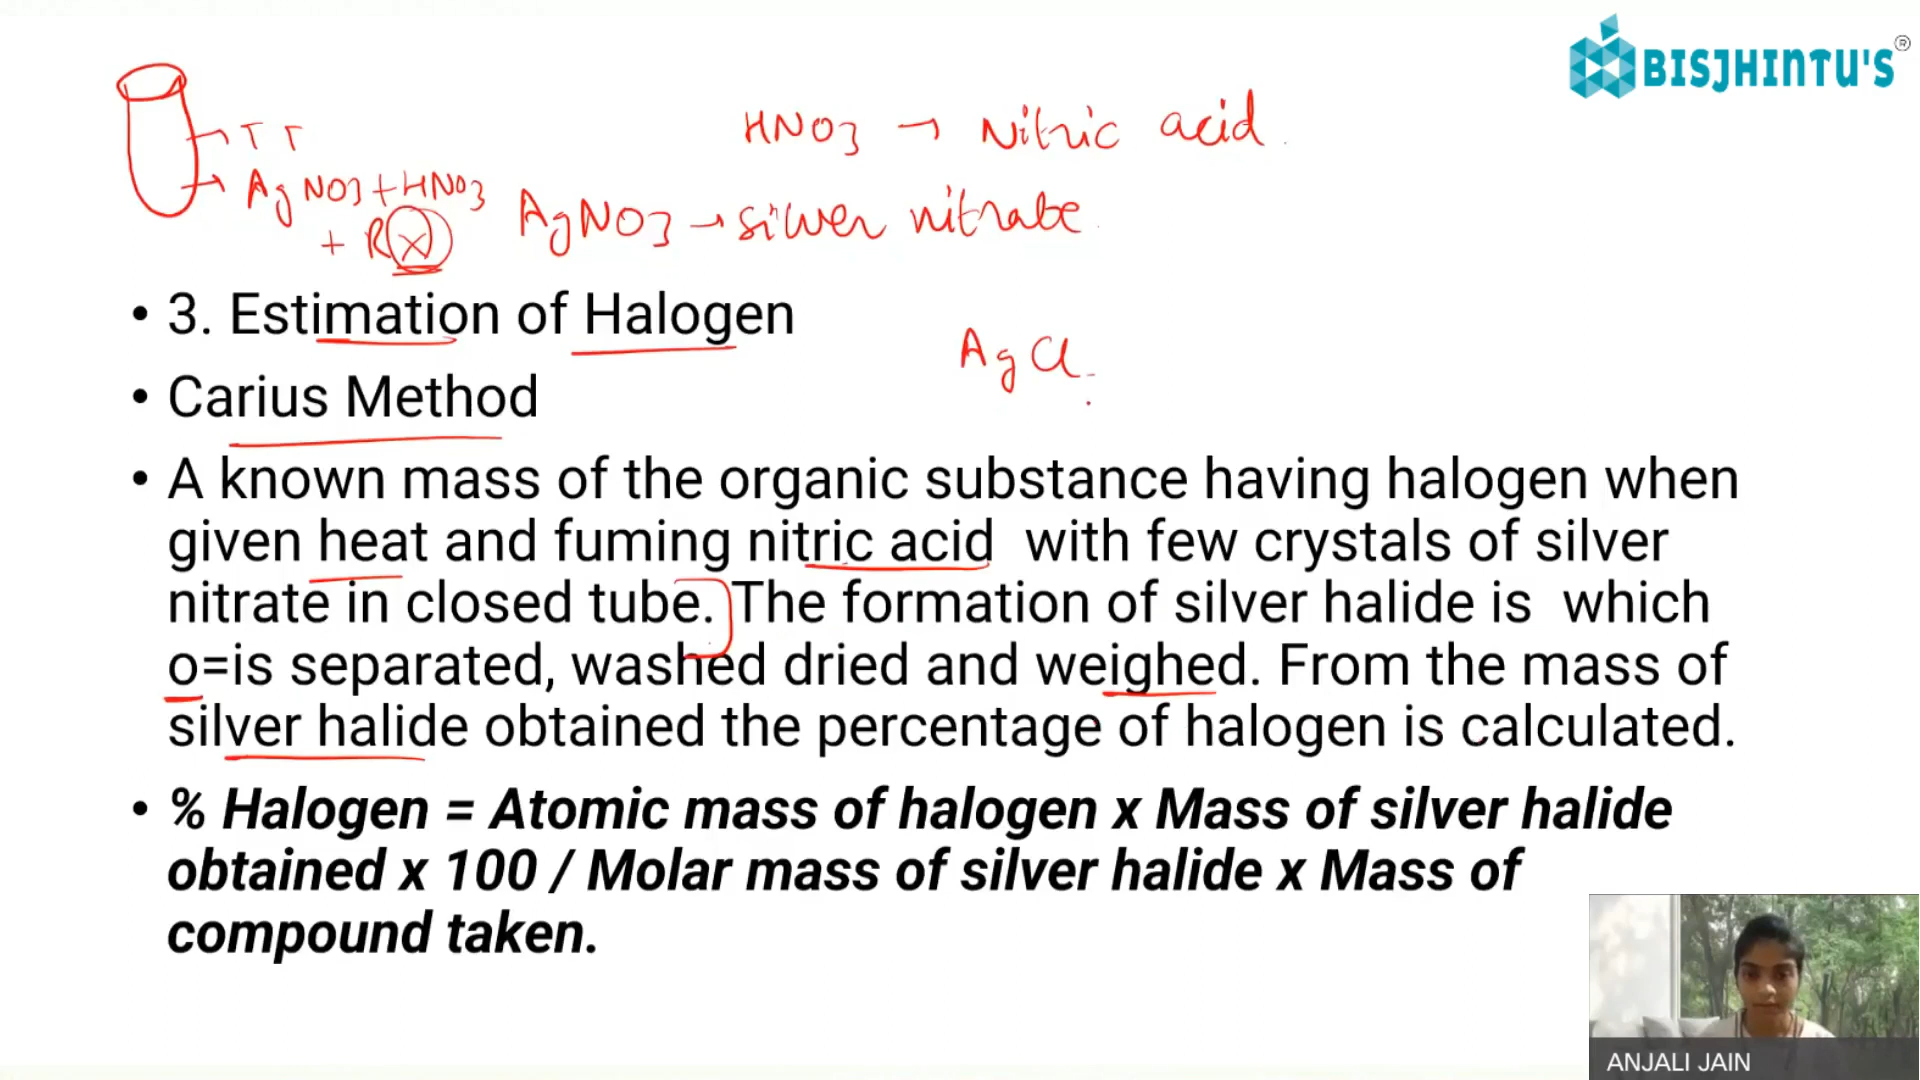 BISJHINTU'S®
TT
HNO3 → Nitric acid
AgNO3+HNO3
+ RX
AgNO3 → silver nitrate
• 3. Estimation of Halogen
AgCl
• Carius Method
• A known mass of the organic substance having halogen when
given heat and fuming nitric acid with few crystals of silver
nitrate in closed tube. The formation of silver halide is which
o=is separated, washed dried and weighed. From the mass of
silver halide obtained the percentage of halogen is calculated.
• % Halogen = Atomic mass of halogen x Mass of silver halide
obtained x 100 / Molar mass of silver halide x Mass of
compound taken.
ANJALI JAIN